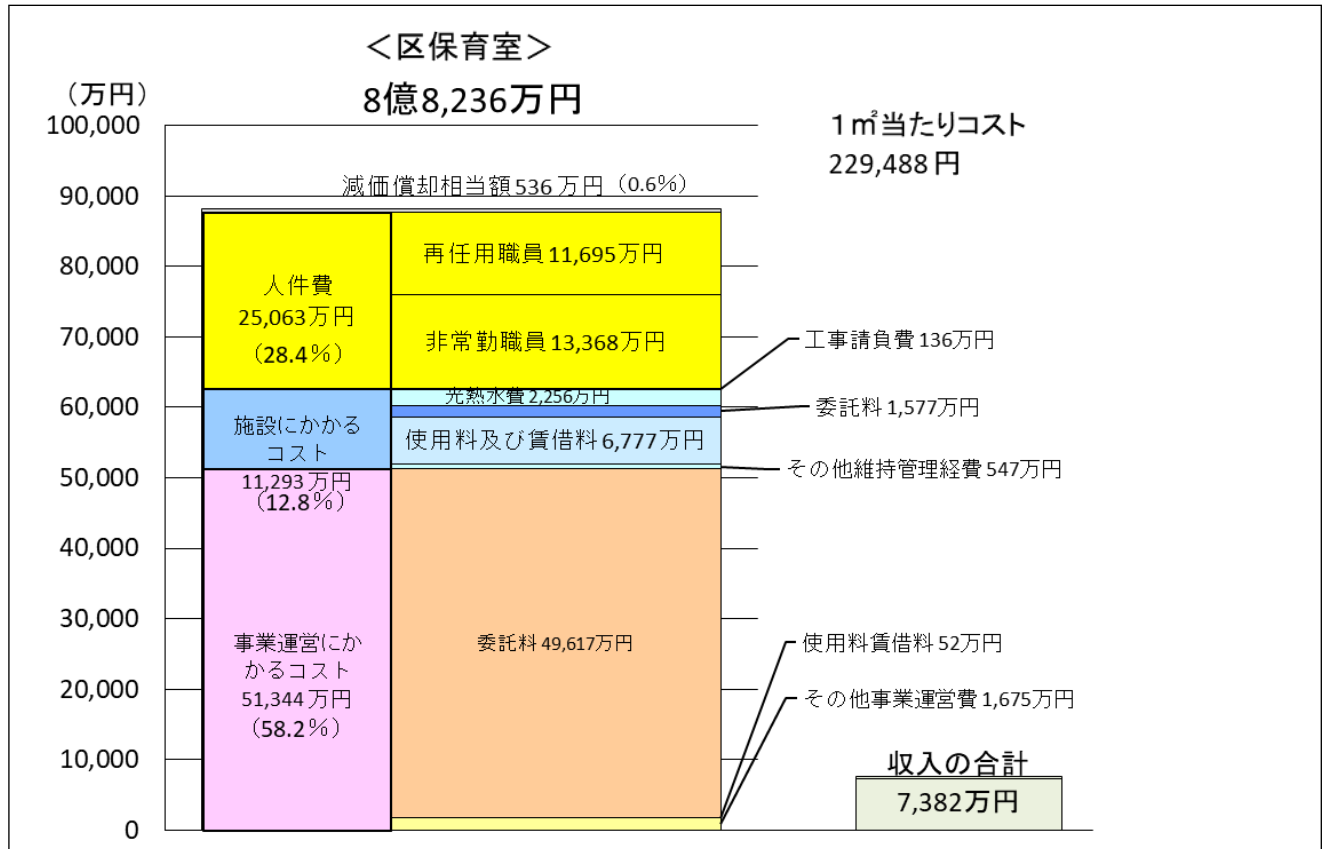 ＜区保育室＞
8億8,236万円
（万円）
1㎡当たりコスト
229,488円
100,000
90,000
80,000
70,000
60,000
50,000
40,000
30,000
20,000
10,000
0
減価償却相当額536万円（0.6%）
人件費
25,063万円
（28.4%）
再任用職員11,695万円
非常勤職員13,368万円
工事請負費136万円
施設にかかる
コスト
11,293万円
（12.8%）
光熱水費2,256万円
委託料1,577万円
使用料及び賃借料6,777万円
その他維持管理経費547万円
事業運営にか
かるコスト
51,344万円
（58.2%）
委託料49,617万円
使用料賃借料52万円
その他事業運営費1,675万円
収入の合計
7,382万円